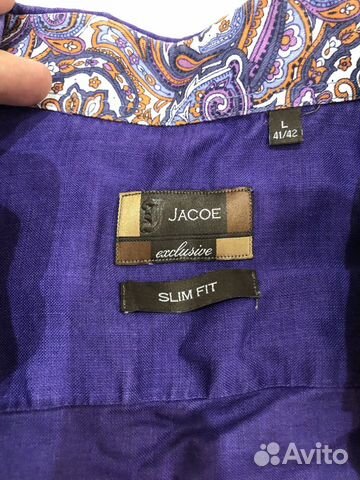 L
41/42
JACOE
exclusive
SLIM FIT
Avito